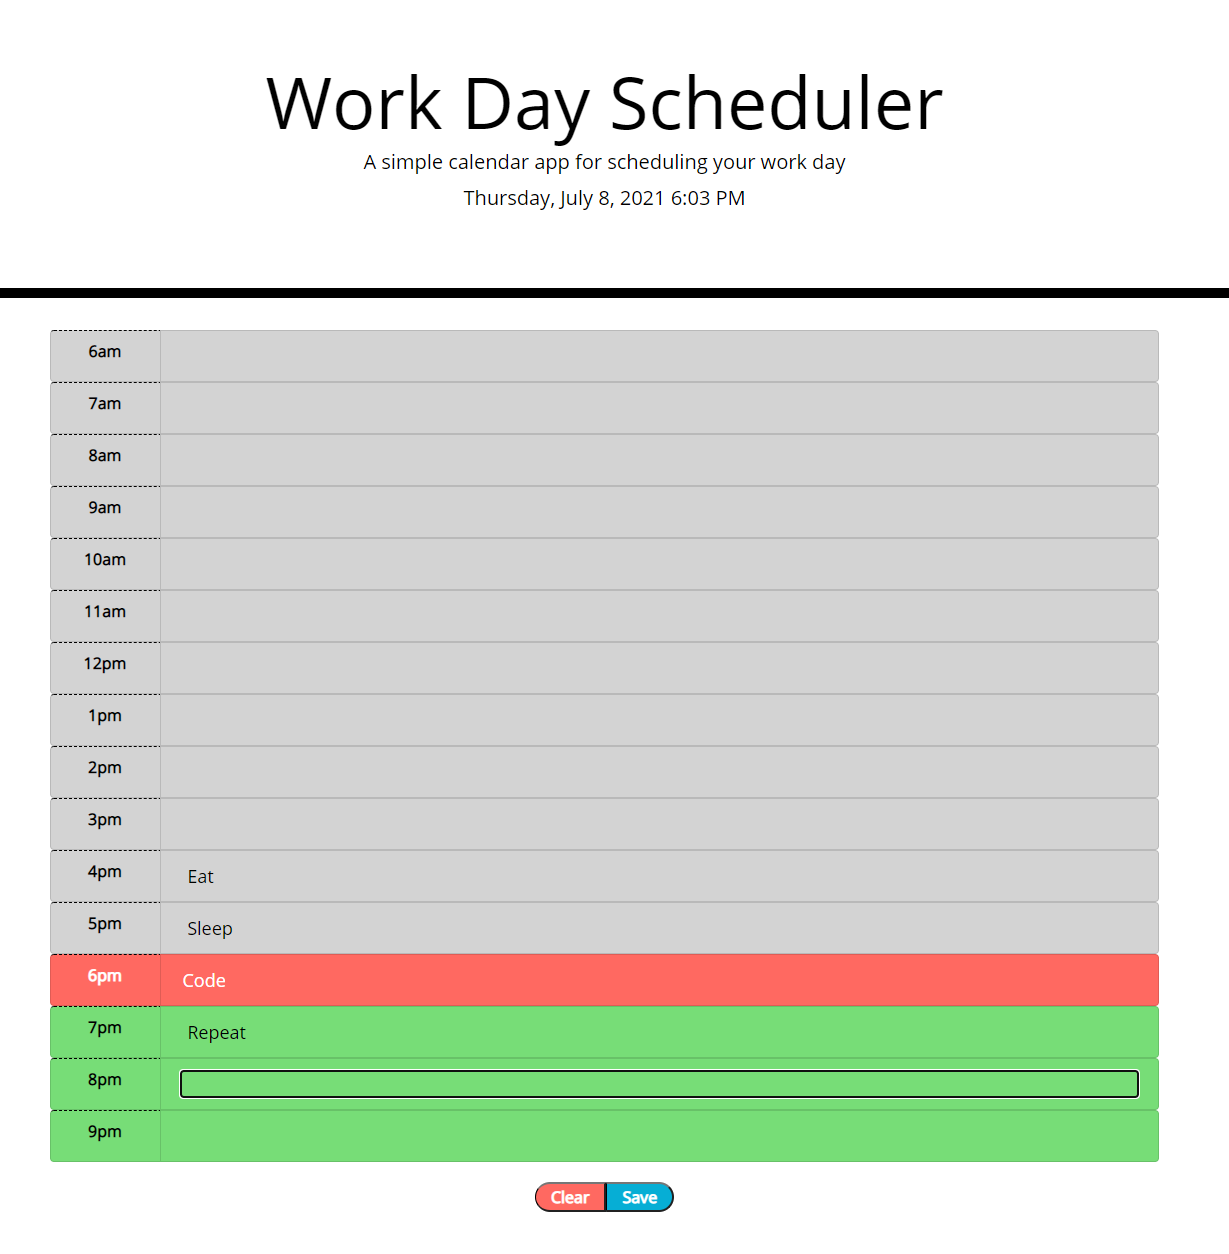 Work Day Scheduler
A simple calendar app for scheduling your work day
Thursday, July 8, 2021 6:03 PM
6am
7am
8am
9am
10am
11am
12pm
1pm
2pm
3pm
4pm Eat
5pm Sleep
6pm Code
7pm Repeat
8pm
9pm
Clear Save